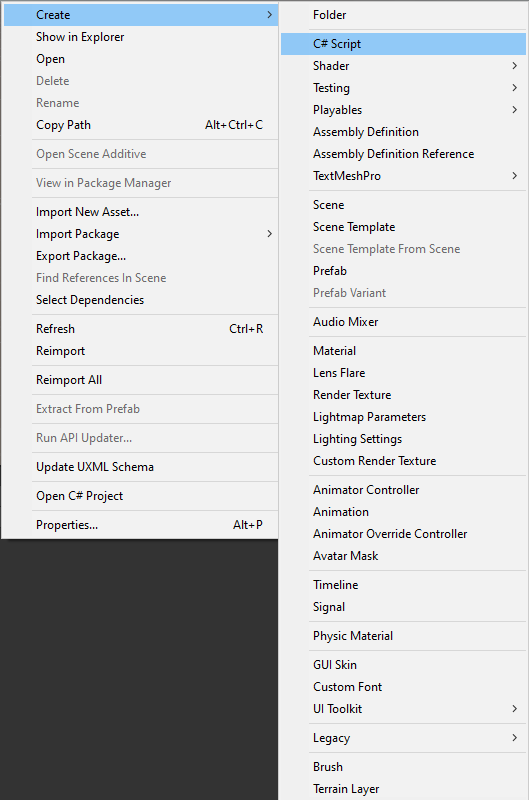 Create
Show in Explorer
Open
Delete
Rename
Copy Path Alt+Ctrl+C
Open Scene Additive
View in Package Manager
Import New Asset...
Import Package
Export Package...
Find References In Scene
Select Dependencies
Refresh Ctrl+R
Reimport
Reimport All
Extract From Prefab
Run API Updater...
Update UXML Schema
Open C# Project
Properties... Alt+P
Folder
C# Script
Shader
Testing
Playables
Assembly Definition
Assembly Definition Reference
TextMeshPro
Scene
Scene Template
Scene Template From Scene
Prefab
Prefab Variant
Audio Mixer
Material
Lens Flare
Render Texture
Lightmap Parameters
Lighting Settings
Custom Render Texture
Animator Controller
Animation
Animator Override Controller
Avatar Mask
Timeline
Signal
Physic Material
GUI Skin
Custom Font
UI Toolkit
Legacy
Brush
Terrain Layer